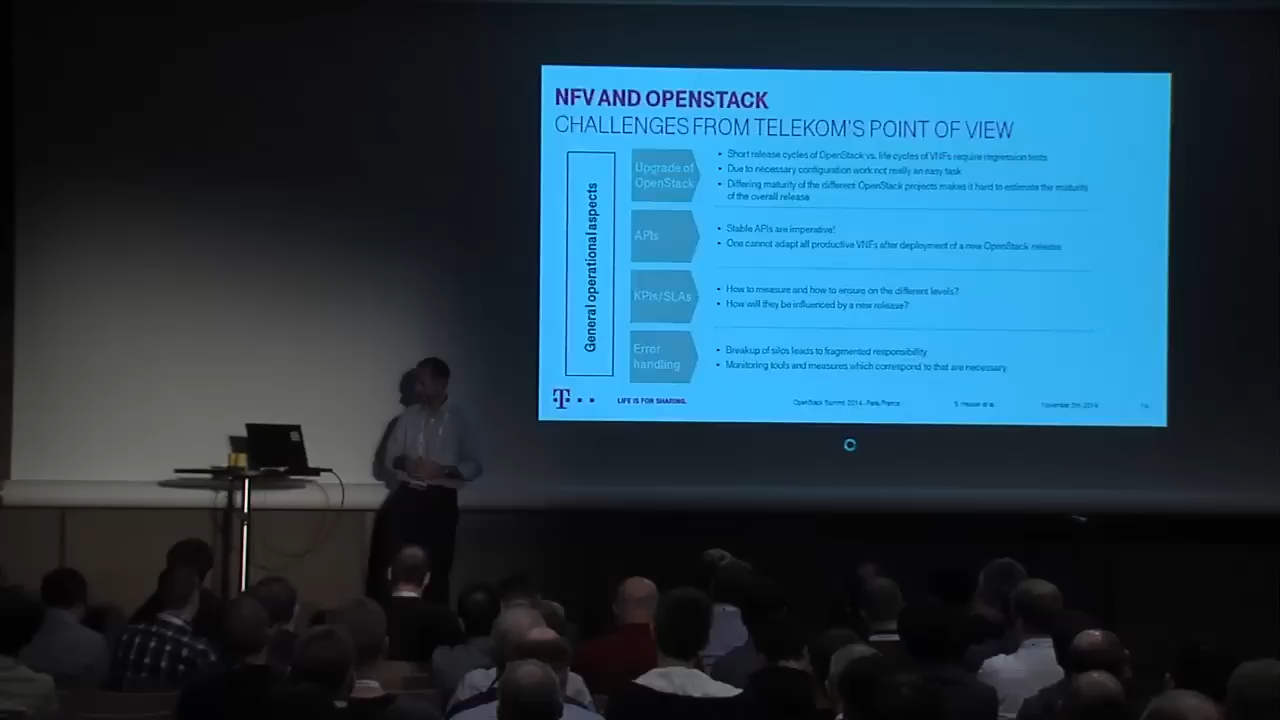 NFV AND OPENSTACK
CHALLENGES FROM TELEKOM'S POINT OF VIEW
General operational aspects
Upgrade of
OpenStack
• Short release cycles of OpenStack vs. life cycles of VNFs require regression tests
• Due to necessary configuration work not really an easy task
• Differing maturity of the different OpenStack projects makes it hard to estimate the maturity
of the overall release
APIs
• Stable APIs are imperative!
• One cannot adapt all productive VNFs after deployment of a new OpenStack release
KPIs/SLAs
• How to measure and how to ensure on the different levels?
• How will they be influenced by a new release?
Error
handling
• Breakup of silos leads to fragmented responsibility
• Monitoring tools and measures which correspond to that are necessary
T
LIFE IS FOR SHARING.
OpenStack Summit 2014 - Paris, France
November 5th, 2014